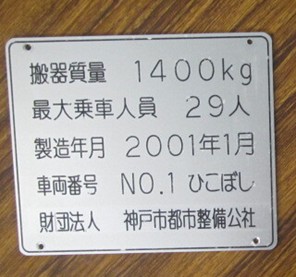 搬器質量　1400kg
最大乗車人員　29人
製造年月　2001年1月
車両番号　NO.1 ひこぼし
財団法人　神戸市都市整備公社